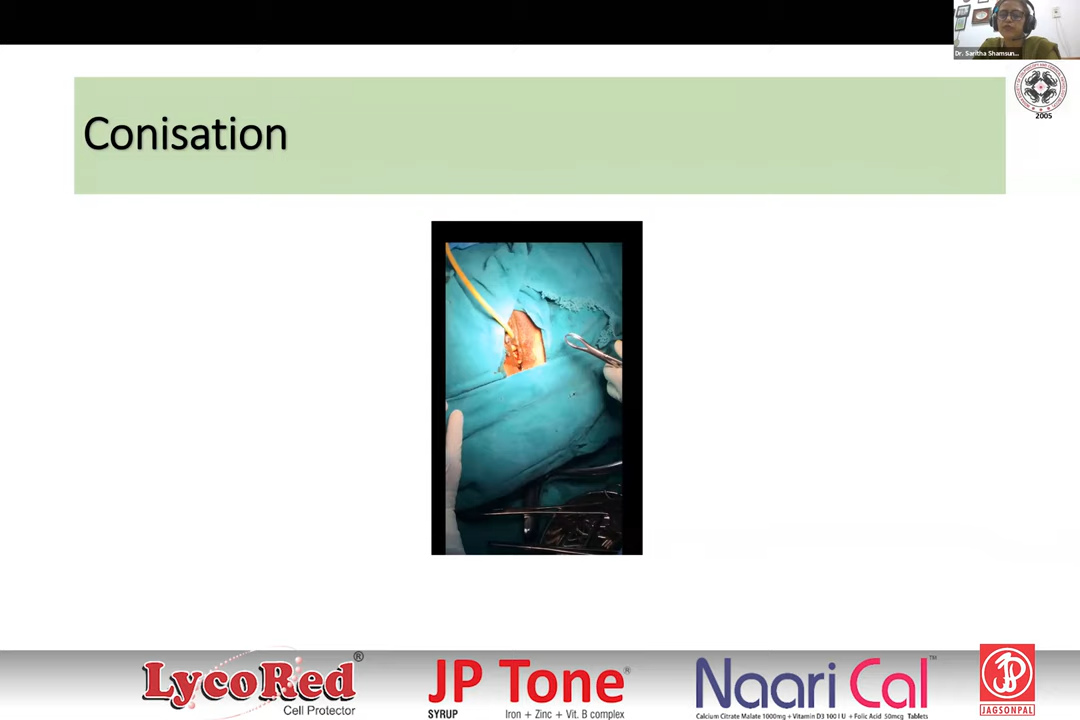 Dr. Saritha Shamsun...
2005
Conisation
LycoRed®
Cell Protector
JP Tone®
SYRUP Iron + Zinc + Vit. B complex
Naari Cal™
Calcium Citrate Malate 1000mg + Vitamin D3 100 I U + Folic Acid 50mcg Tablets
JAGSONPAL